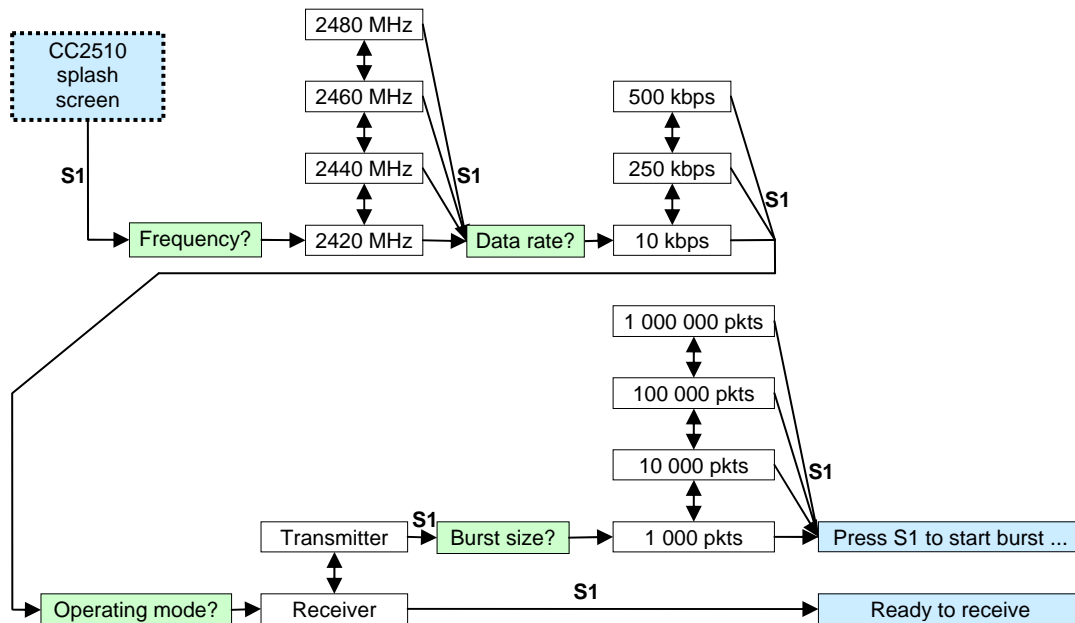 CC2510
splash
screen
S1
Frequency?
2480 MHz
2460 MHz
2440 MHz
2420 MHz
S1
Data rate?
500 kbps
250 kbps
10 kbps
S1
Operating mode?
Transmitter
Receiver
S1
Burst size?
1 000 000 pkts
100 000 pkts
10 000 pkts
1 000 pkts
S1
Press S1 to start burst ...
S1
Ready to receive